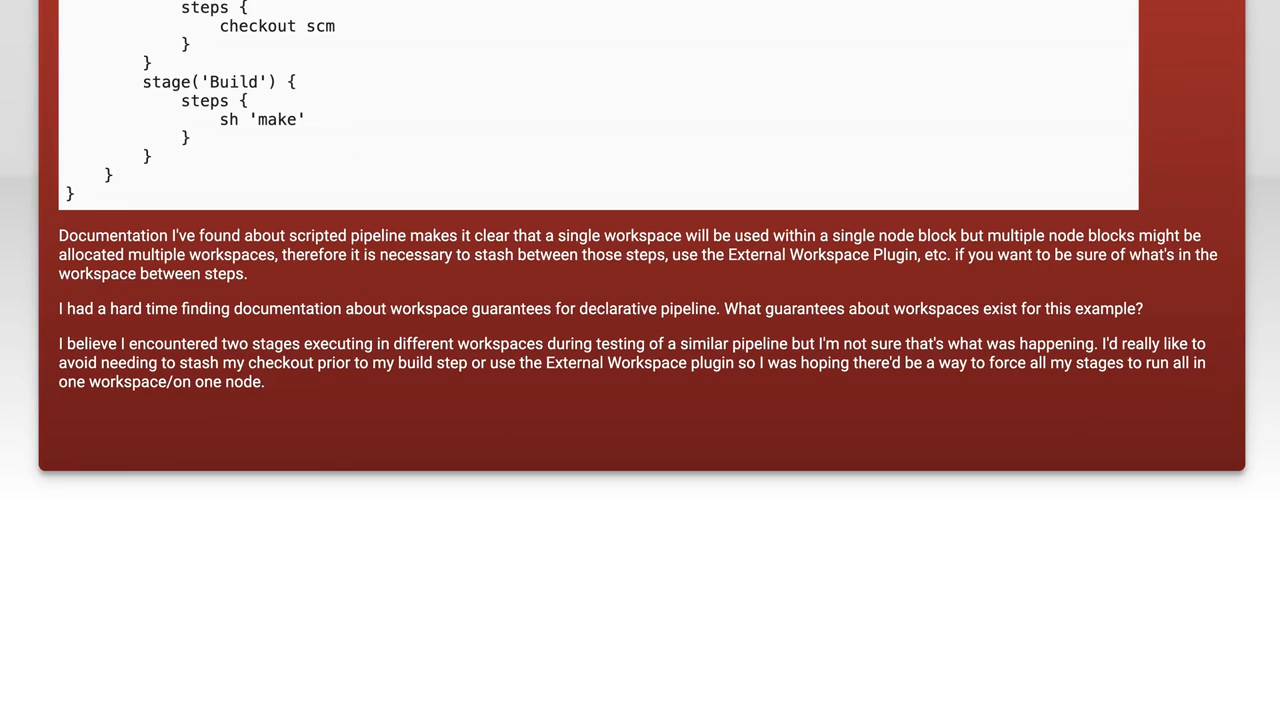 steps {
checkout scm
}
}
stage('Build') {
steps {
sh 'make'
}
}
}
}
Documentation I've found about scripted pipeline makes it clear that a single workspace will be used within a single node block but multiple node blocks might be
allocated multiple workspaces, therefore it is necessary to stash between those steps, use the External Workspace Plugin, etc. if you want to be sure of what's in the
workspace between steps.
I had a hard time finding documentation about workspace guarantees for declarative pipeline. What guarantees about workspaces exist for this example?
I believe I encountered two stages executing in different workspaces during testing of a similar pipeline but I'm not sure that's what was happening. I'd really like to
avoid needing to stash my checkout prior to my build step or use the External Workspace plugin so I was hoping there'd be a way to force all my stages to run all in
one workspace/on one node.